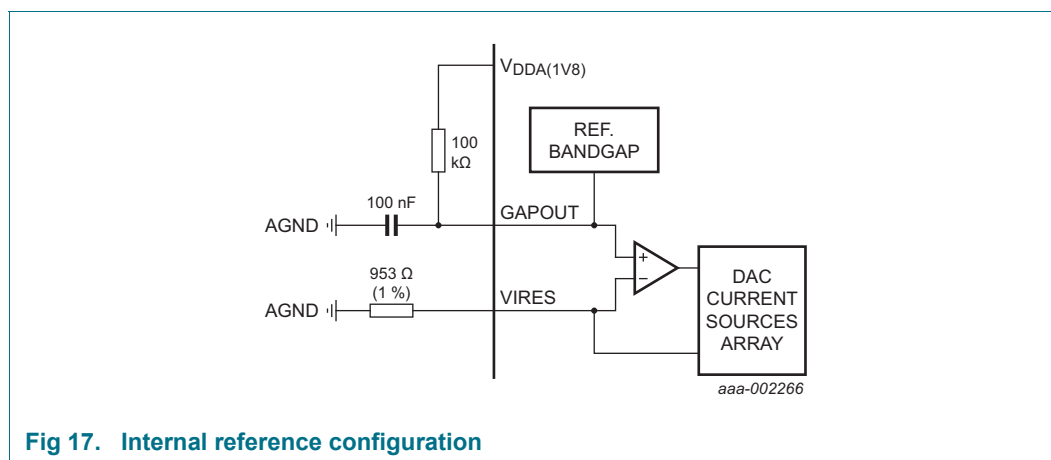 VDDA(1V8)
REF.
BANDGAP
100
kΩ
100 nF
GAPOUT
AGND
+
−
953 Ω
(1 %)
VIRES
AGND
DAC
CURRENT
SOURCES
ARRAY
aaa-002266
Fig 17. Internal reference configuration